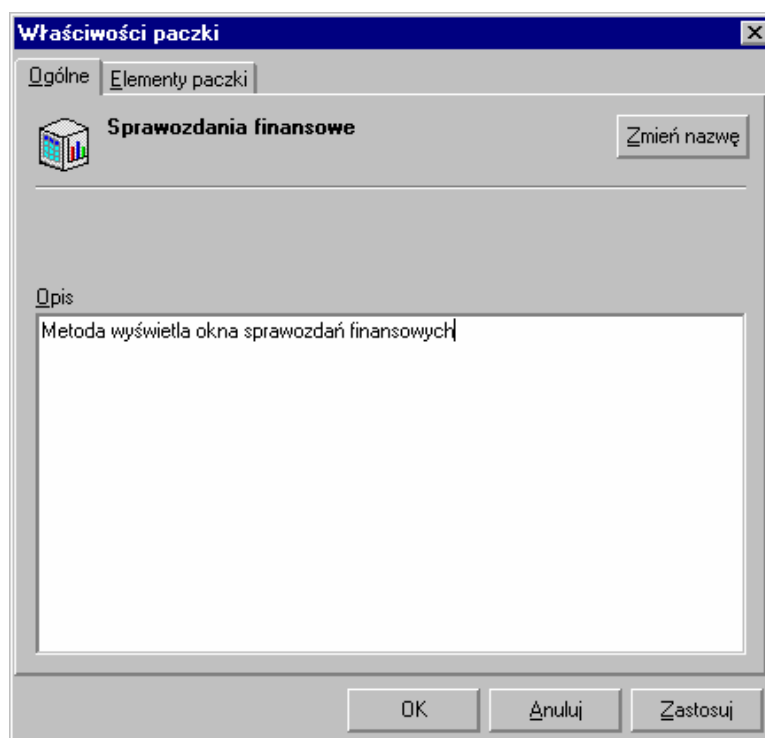 Właściwości paczki
Ogólne Elementy paczki
Sprawozdania finansowe Zmień nazwę
Opis
Metoda wyświetla okna sprawozdań finansowych
OK Anuluj Zastosuj